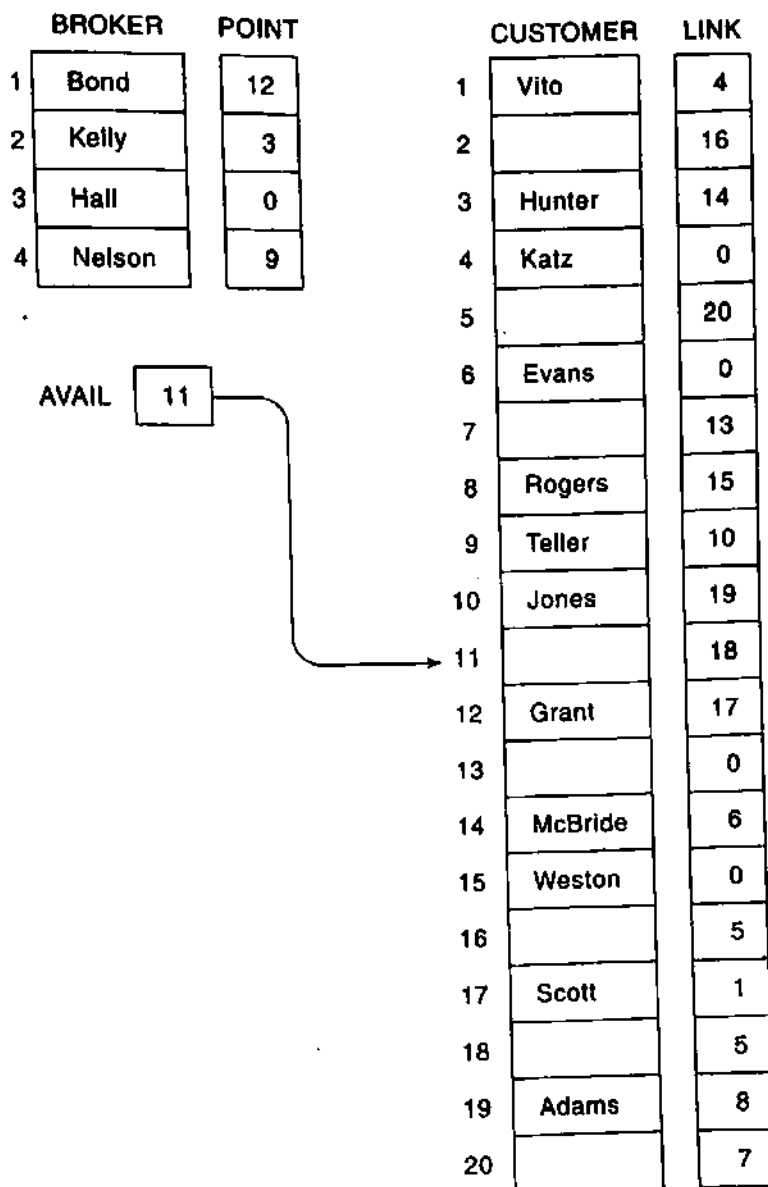 BROKER POINT
1 Bond 12
2 Kelly 3
3 Hall 0
4 Nelson 9
AVAIL 11
CUSTOMER LINK
1 Vito 4
2 16
3 Hunter 14
4 Katz 0
5 20
6 Evans 0
7 13
8 Rogers 15
9 Teller 10
10 Jones 19
11 18
12 Grant 17
13 0
14 McBride 6
15 Weston 0
16 5
17 Scott 1
18 5
19 Adams 8
20 7